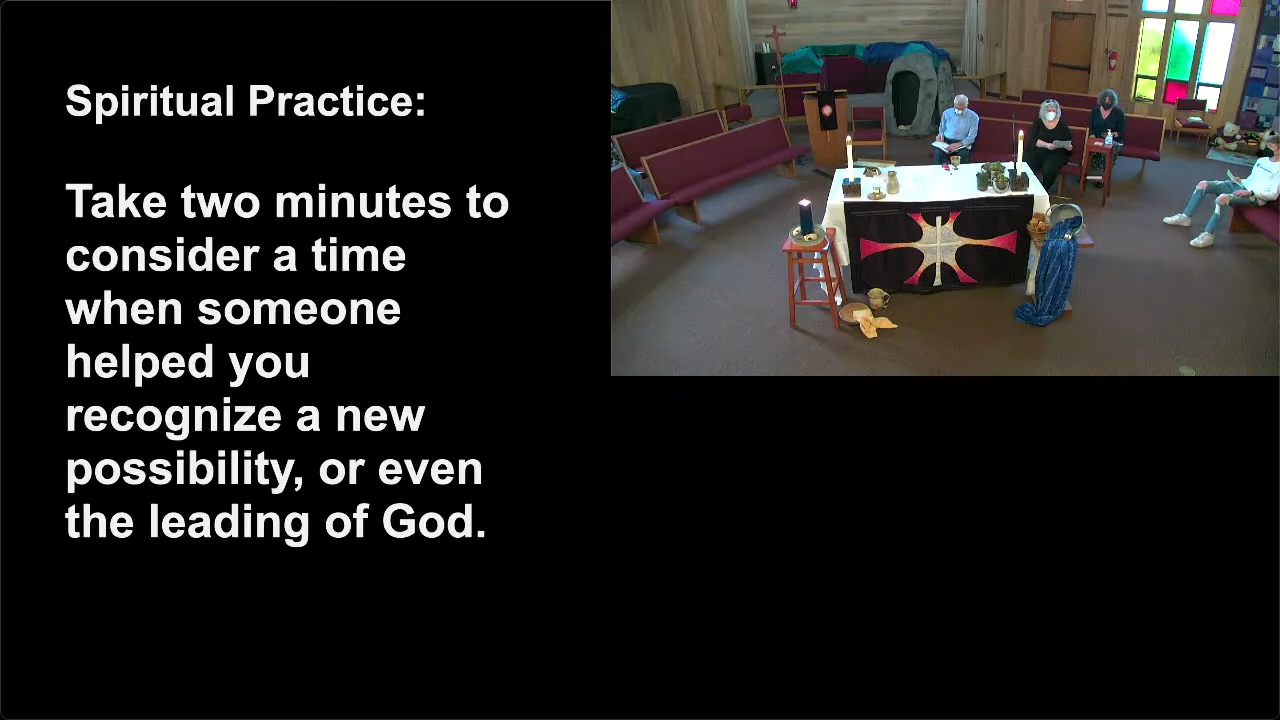 Spiritual Practice:
Take two minutes to
consider a time
when someone
helped you
recognize a new
possibility, or even
the leading of God.